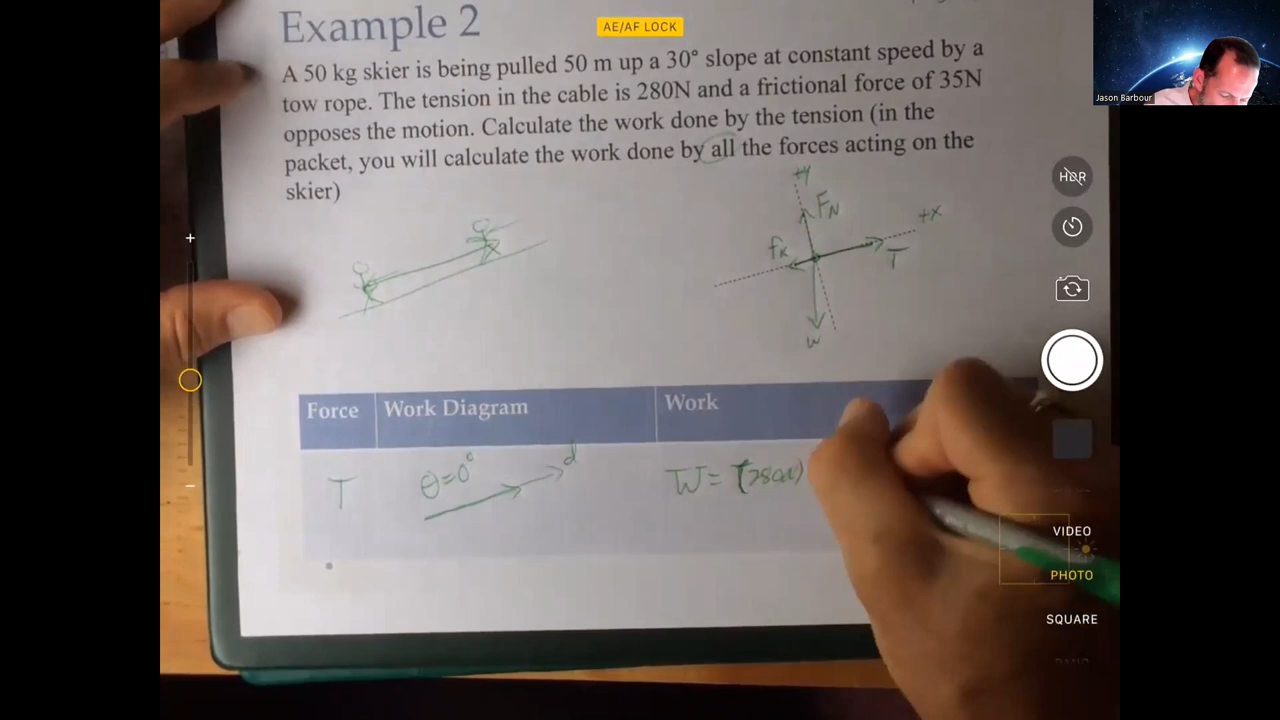 Example 2
AE/AF LOCK
A 50 kg skier is being pulled 50 m up a 30° slope at constant speed by a
tow rope. The tension in the cable is 280N and a frictional force of 35N
opposes the motion. Calculate the work done by the tension (in the
packet, you will calculate the work done by all the forces acting on the
skier)
Jason Barbour
HDR
+y
FN
+x
fk
T
W
Force Work Diagram Work
T θ=0° d W= (280N)
VIDEO
PHOTO
SQUARE